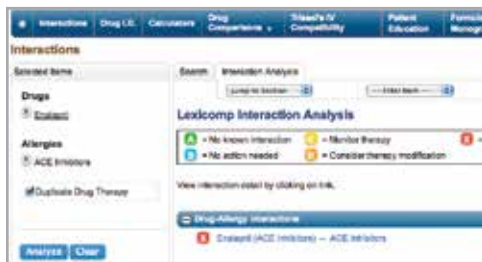 Interactions Drug I.D. Calculators Drug Comparisons Trissel's IV Compatibility Patient Education
Interactions
Selected Items
Search Interaction Analysis
Jump to Section
Drugs
Enalapril
Lexicomp Interaction Analysis
Allergies
ACE Inhibitors
A = No known interaction C = Monitor therapy X =
B = No action needed D = Consider therapy modification
Duplicate Drug Therapy
View interaction detail by clicking on link.
Drug-Allergy Interactions
X Enalapril (ACE Inhibitors) -- ACE Inhibitors
Analyze Clear